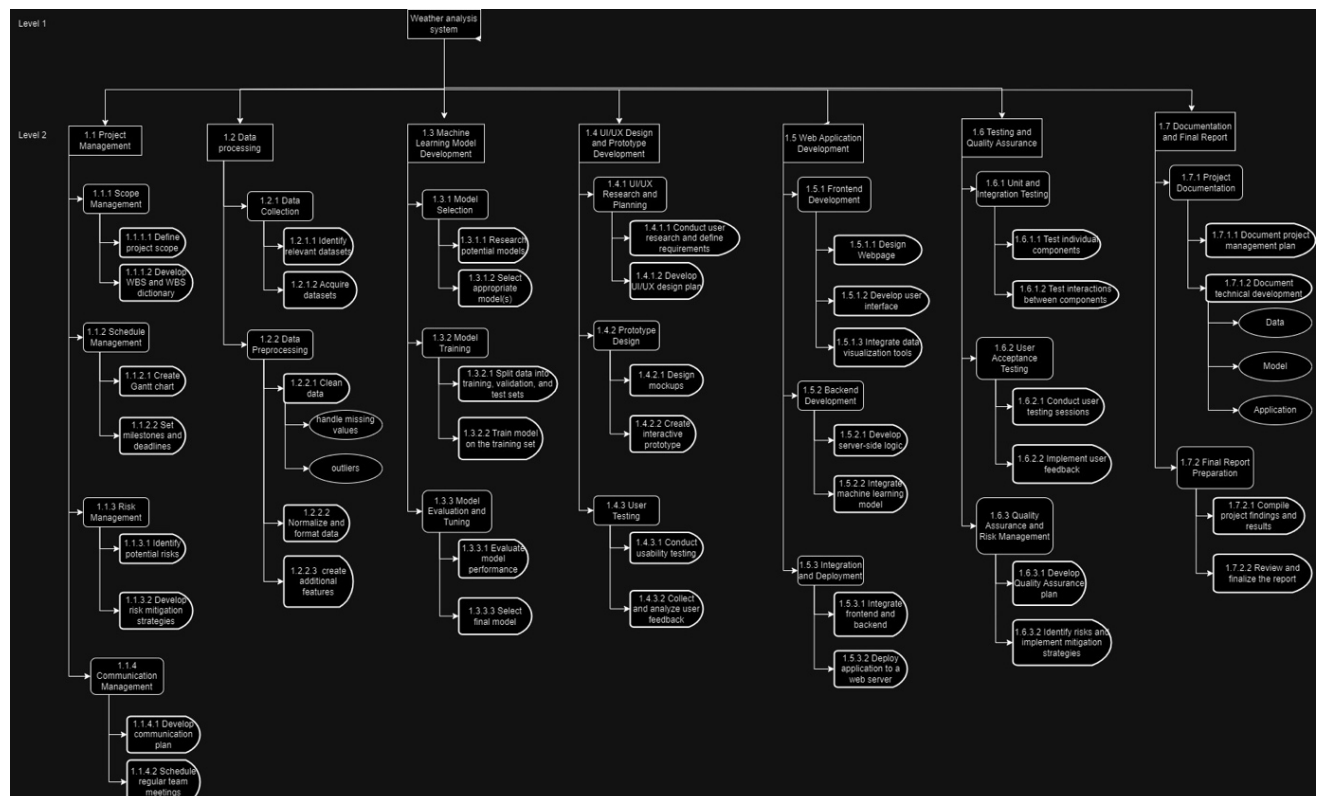 Level 1
Weather analysis
system
Level 2
1.1 Project
Management
1.1.1 Scope
Management
1.1.1.1 Define
project scope
1.1.1.2 Develop
WBS and WBS
dictionary
1.1.2 Schedule
Management
1.1.2.1 Create
Gantt chart
1.1.2.2 Set
milestones and
deadlines
1.1.3 Risk
Management
1.1.3.1 Identify
potential risks
1.1.3.2 Develop
risk mitigation
strategies
1.1.4
Communication
Management
1.1.4.1 Develop
communication
plan
1.1.4.2 Schedule
regular team
meetings
1.2 Data
processing
1.2.1 Data
Collection
1.2.1.1 Identify
relevant datasets
1.2.1.2 Acquire
datasets
1.2.2 Data
Preprocessing
1.2.2.1 Clean
data
handle missing
values
outliers
1.2.2.2
Normalize and
format data
1.2.2.3 create
additional
features
1.3 Machine
Learning Model
Development
1.3.1 Model
Selection
1.3.1.1 Research
potential models
1.3.1.2 Select
appropriate
model(s)
1.3.2 Model
Training
1.3.2.1 Split data into
training, validation, and
test sets
1.3.2.2 Train model
on the training set
1.3.3 Model
Evaluation and
Tuning
1.3.3.1 Evaluate
model
performance
1.3.3.3 Select
final model
1.4 UI/UX Design
and Prototype
Development
1.4.1 UI/UX
Research and
Planning
1.4.1.1 Conduct user
research and define
requirements
1.4.1.2 Develop
UI/UX design plan
1.4.2 Prototype
Design
1.4.2.1 Design
mockups
1.4.2.2 Create
interactive
prototype
1.4.3 User
Testing
1.4.3.1 Conduct
usability testing
1.4.3.2 Collect
and analyze user
feedback
1.5 Web Application
Development
1.5.1 Frontend
Development
1.5.1.1 Design
Webpage
1.5.1.2 Develop user
interface
1.5.1.3 Integrate data
visualization tools
1.5.2 Backend
Development
1.5.2.1 Develop
server-side logic
1.5.2.2 Integrate
machine learning
model
1.5.3 Integration
and Deployment
1.5.3.1 Integrate
frontend and
backend
1.5.3.2 Deploy
application to a
web server
1.6 Testing and
Quality Assurance
1.6.1 Unit and
Integration Testing
1.6.1.1 Test individual
components
1.6.1.2 Test interactions
between components
1.6.2 User
Acceptance
Testing
1.6.2.1 Conduct user
testing sessions
1.6.2.2 Implement user
feedback
1.6.3 Quality
Assurance and
Risk Management
1.6.3.1 Develop
Quality Assurance
plan
1.6.3.2 Identify risks and
implement mitigation
strategies
1.7 Documentation
and Final Report
1.7.1 Project
Documentation
1.7.1.1 Document project
management plan
1.7.1.2 Document
technical development
Data
Model
Application
1.7.2 Final Report
Preparation
1.7.2.1 Compile
project findings and
results
1.7.2.2 Review and
finalize the report